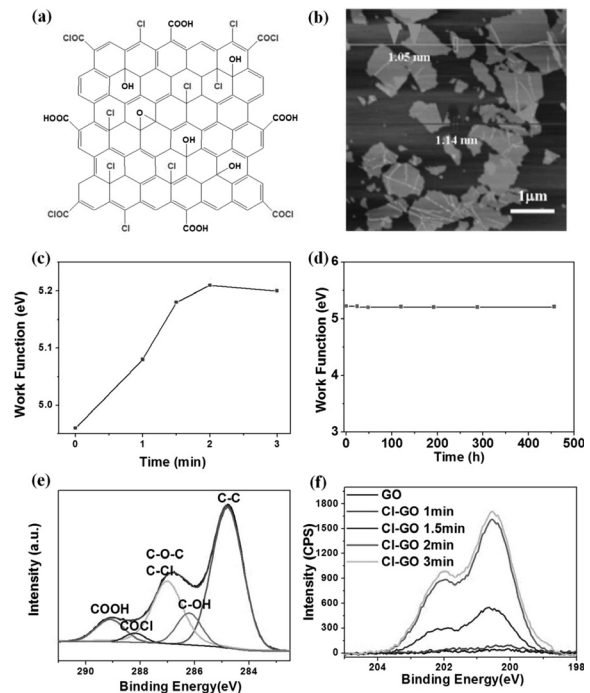 (a)
Cl COOH Cl
ClOC COCl
OH
OH Cl Cl
HOOC Cl O COOH
OH
Cl Cl OH
ClOC COCl
Cl COOH Cl
(b)
1.05 nm
1.14 nm
1μm
(c)
Work Function (eV)
5.2
5.1
5.0
0 1 2 3
Time (min)
(d)
Work Function (eV)
6
5
4
3
0 100 200 300 400 500
Time (h)
(e)
Intensity (a.u.)
C-C
C-O-C
C-Cl
C-OH
COOH
COCl
290 288 286 284
Binding Energy(eV)
(f)
Intensity (CPS)
GO
Cl-GO 1min
Cl-GO 1.5min
Cl-GO 2min
Cl-GO 3min
1800
1500
1200
900
600
300
0
204 202 200 198
Binding Energy(eV)